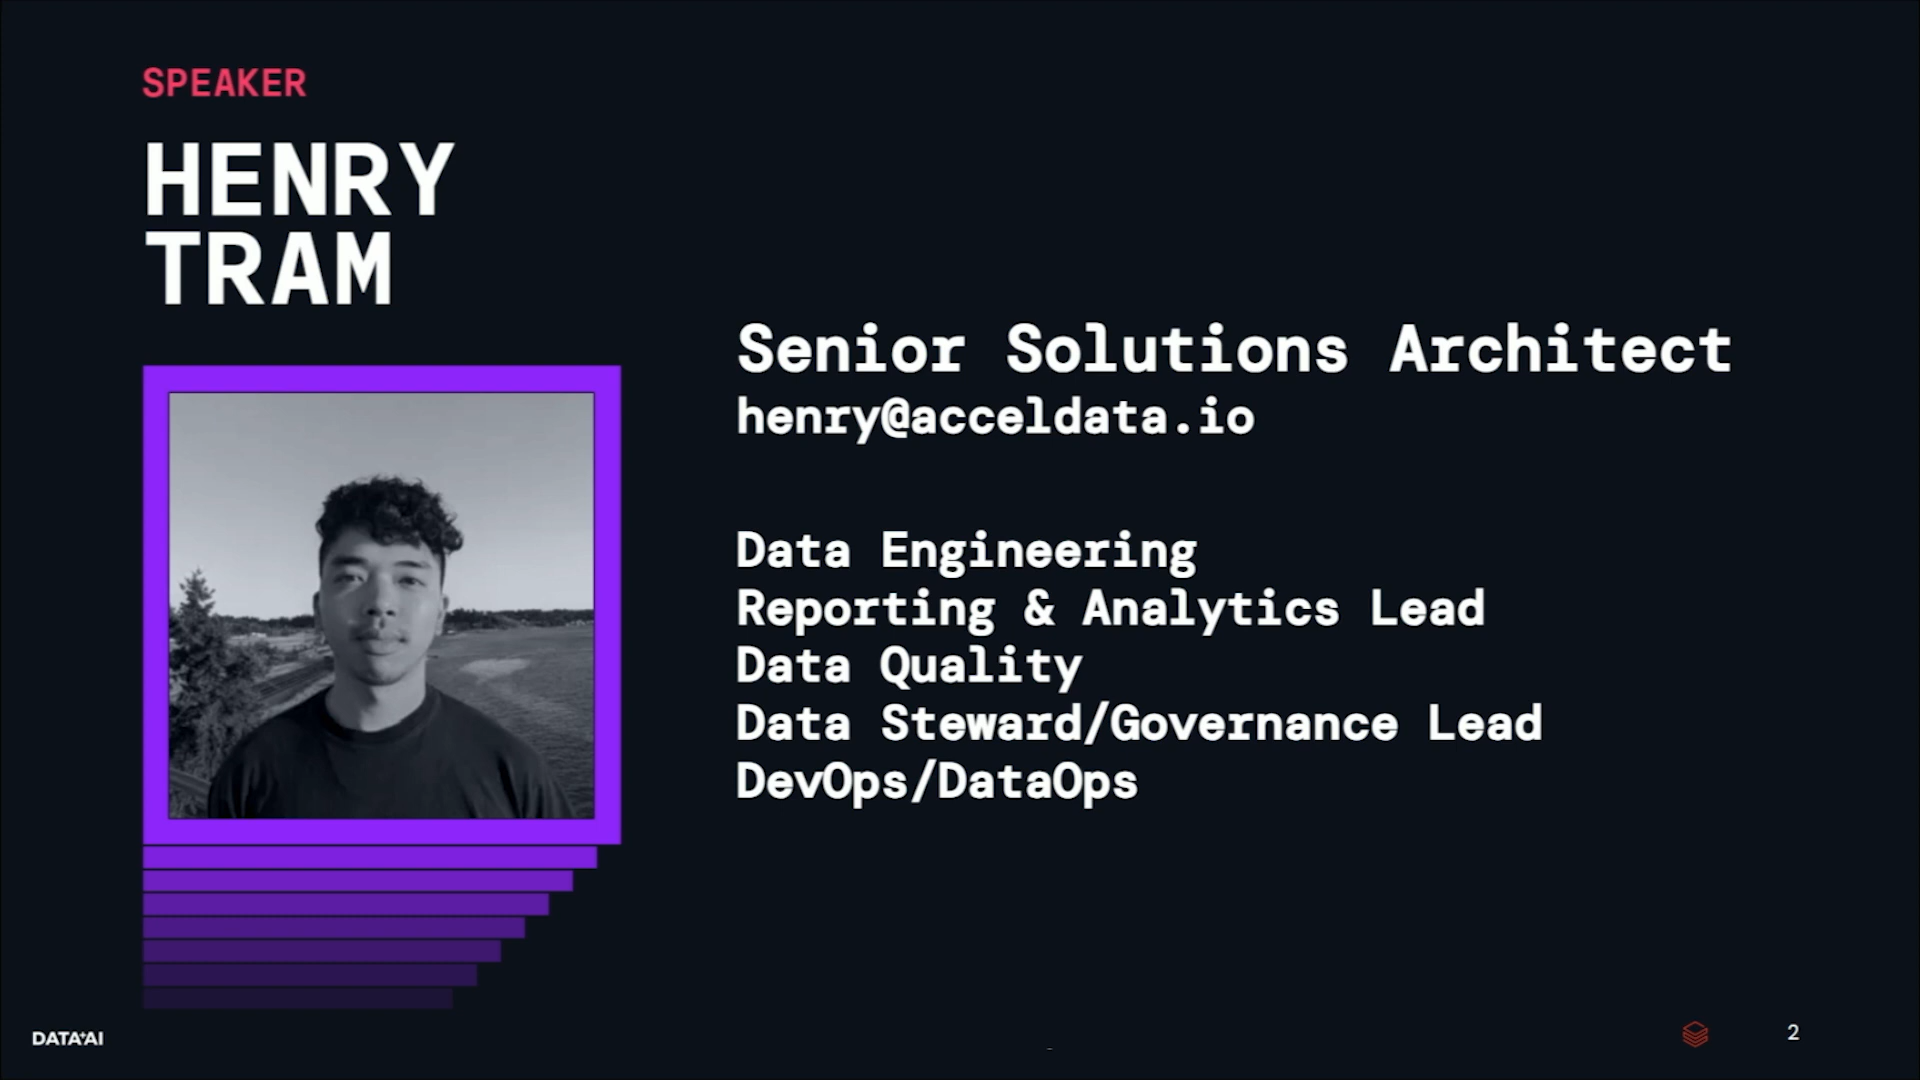 SPEAKER
HENRY
TRAM
Senior Solutions Architect
henry@acceldata.io
Data Engineering
Reporting & Analytics Lead
Data Quality
Data Steward/Governance Lead
DevOps/DataOps
DATA+AI
2